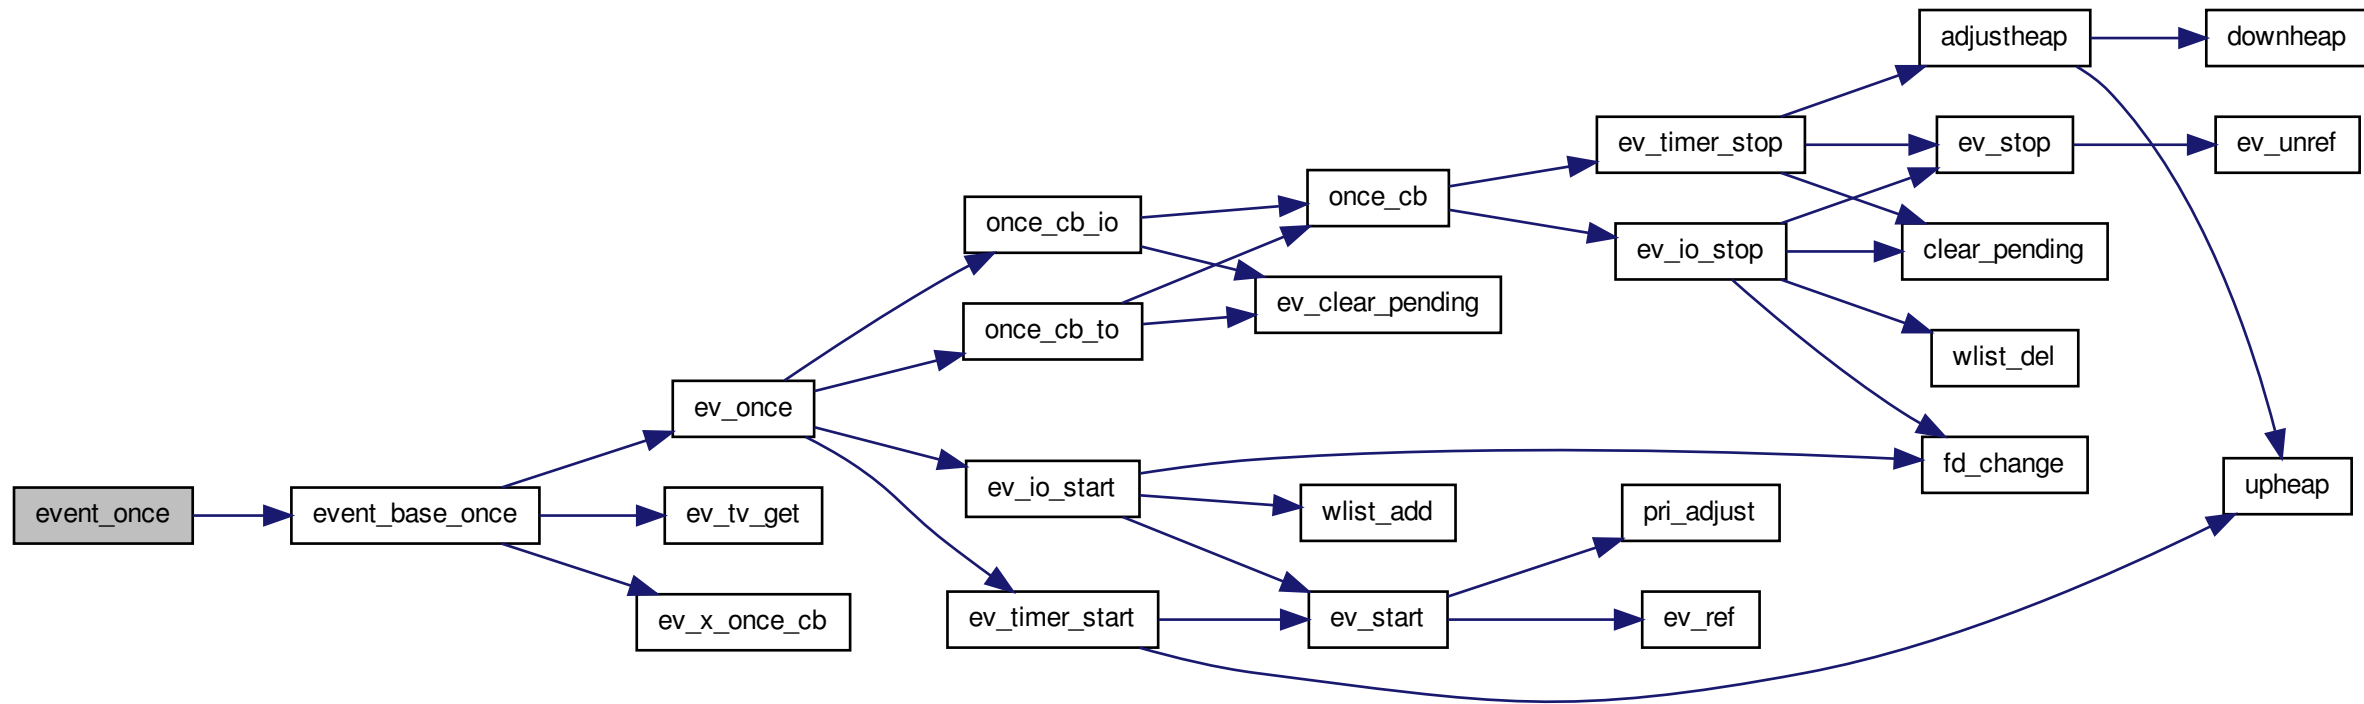 event_once
event_base_once
ev_once
ev_tv_get
ev_x_once_cb
once_cb_io
once_cb_to
ev_io_start
ev_timer_start
once_cb
ev_clear_pending
wlist_add
ev_start
ev_timer_stop
ev_io_stop
pri_adjust
ev_ref
adjustheap
ev_stop
clear_pending
wlist_del
fd_change
downheap
ev_unref
upheap